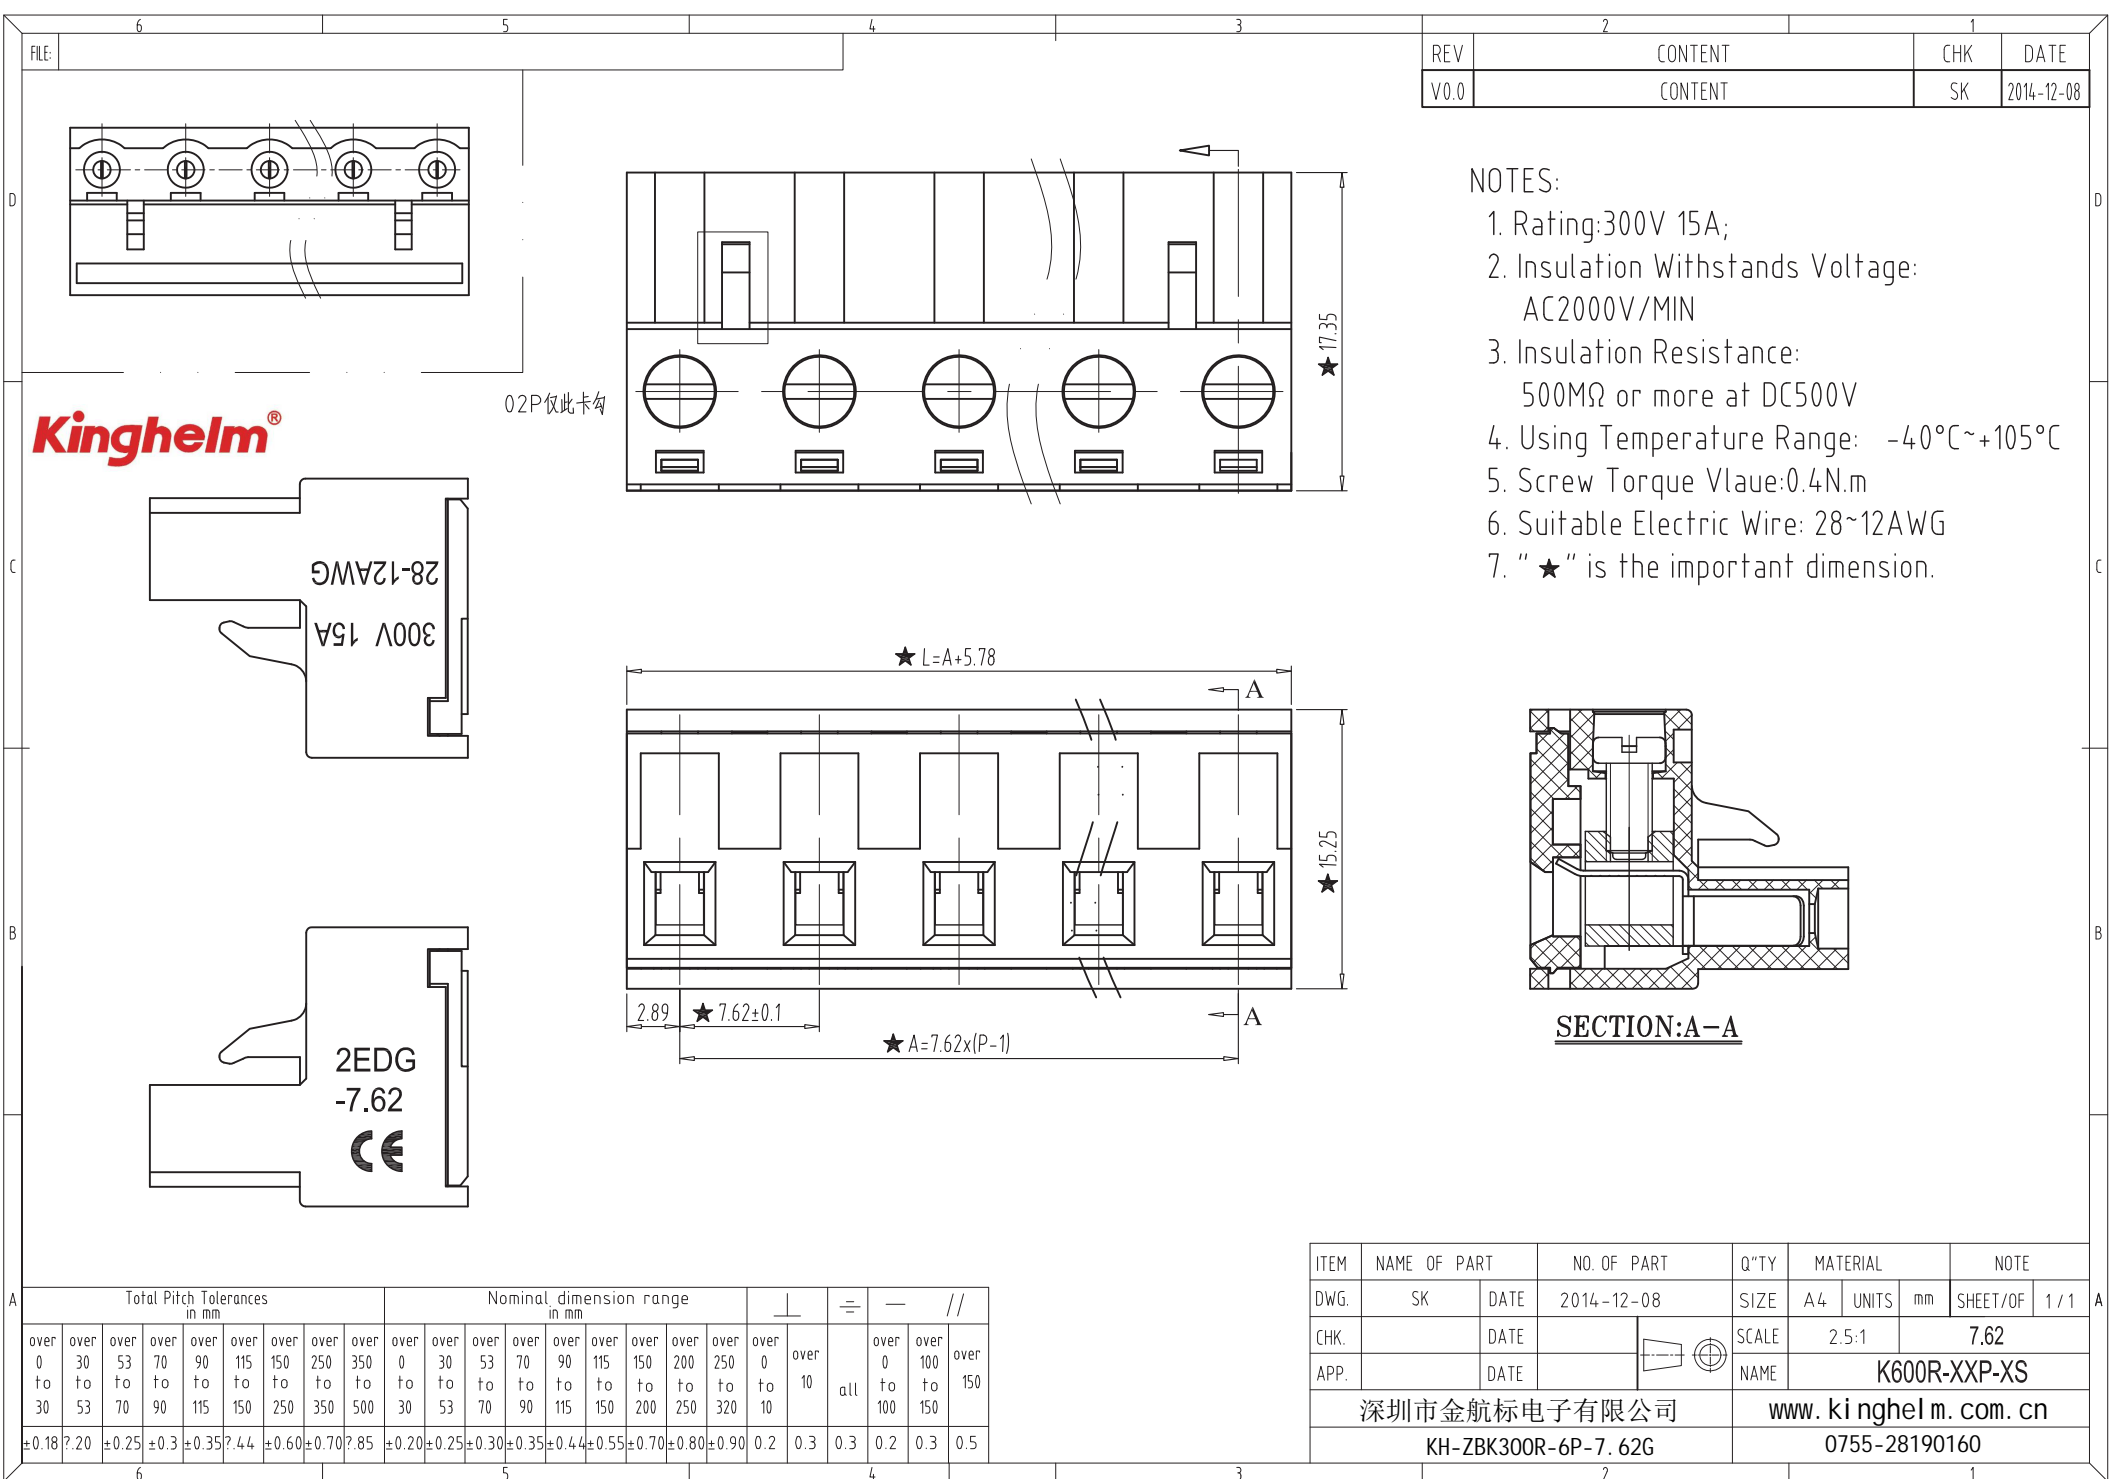 6 5 4 3 2 1
FILE:
REV CONTENT CHK DATE
V0.0 CONTENT SK 2014-12-08
D D
NOTES:
1. Rating:300V 15A;
2. Insulation Withstands Voltage:
AC2000V/MIN
3. Insulation Resistance:
500MΩ or more at DC500V
4. Using Temperature Range: -40°C~+105°C
5. Screw Torque Vlaue:0.4N.m
6. Suitable Electric Wire: 28~12AWG
7. "★" is the important dimension.
★ 17.35
02P仅此卡勾
Kinghelm®
C C
28-12AWG
300V 15A
★ L=A+5.78
A
★ 15.25
2.89 ★ 7.62±0.1
A
★ A=7.62x(P-1)
SECTION:A-A
B B
2EDG
-7.62
CE
A A
Total Pitch Tolerances
in mm
Nominal dimension range
in mm
⊥ — //
over over over over over over over over over over over over over over over over over over over over over over over
0 30 53 70 90 115 150 250 350 0 30 53 70 90 115 150 200 250 0 10 all 0 100 150
to to to to to to to to to to to to to to to to to to to to to
30 53 70 90 115 150 250 350 500 30 53 70 90 115 150 200 250 320 10 100 150
±0.18 ?.20 ±0.25 ±0.3 ±0.35 ?.44 ±0.60 ±0.70 ?.85 ±0.20 ±0.25 ±0.30 ±0.35 ±0.44 ±0.55 ±0.70 ±0.80 ±0.90 0.2 0.3 0.3 0.2 0.3 0.5
ITEM NAME OF PART NO. OF PART Q"TY MATERIAL NOTE
DWG. SK DATE 2014-12-08 SIZE A4 UNITS mm SHEET/OF 1/1
CHK. DATE SCALE 2.5:1 7.62
APP. DATE NAME K600R-XXP-XS
深圳市金航标电子有限公司 www.kinghelm.com.cn
KH-ZBK300R-6P-7.62G 0755-28190160
6 5 4 3 2 1